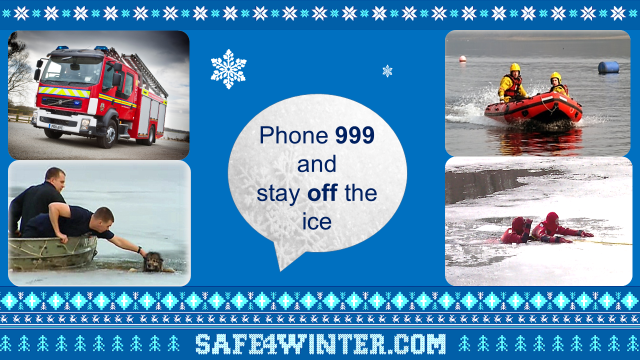 Phone 999
and
stay off the
ice
SAFE4WINTER.COM